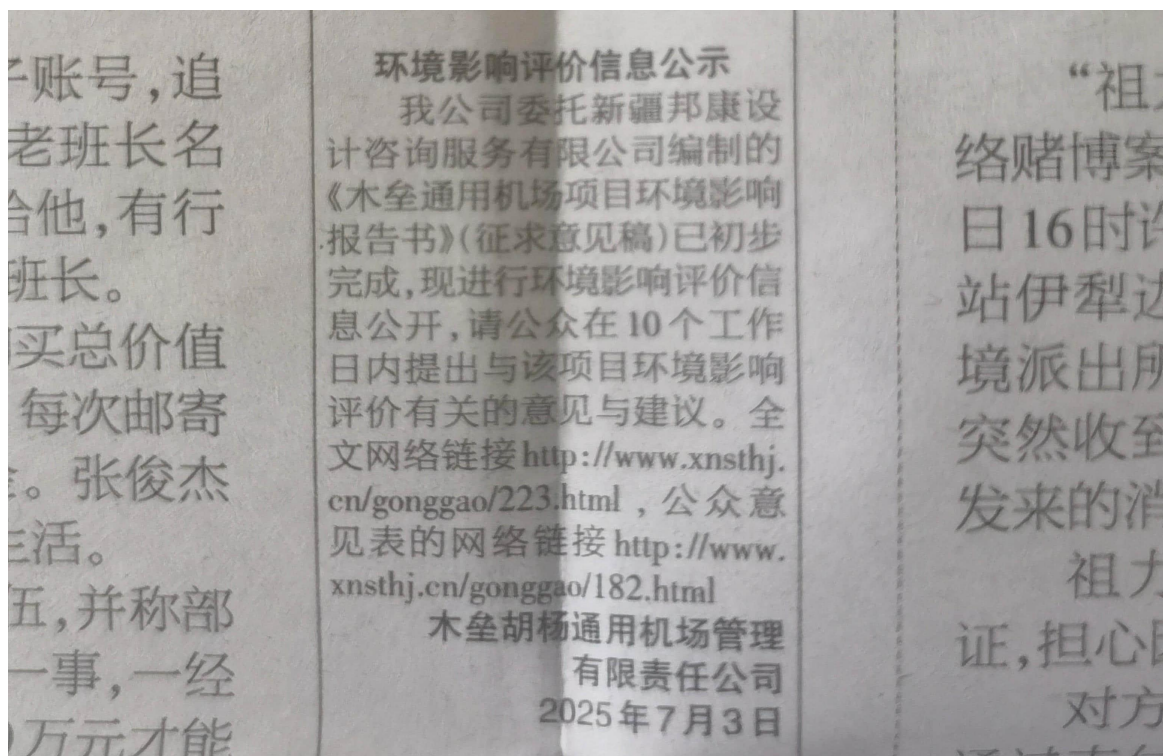 子账号,追
老班长名
给他,有行
班长。
买总价值
每次邮寄
。张俊杰
生活。
伍,并称部
一事,一经
万元才能
环境影响评价信息公示
我公司委托新疆邦康设
计咨询服务有限公司编制的
《木垒通用机场项目环境影响
报告书》(征求意见稿)已初步
完成,现进行环境影响评价信
息公开,请公众在10个工作
日内提出与该项目环境影响
评价有关的意见与建议。全
文网络链接http://www.xnsthj.
cn/gonggao/223.html,公众意
见表的网络链接http://www.
xnsthj.cn/gonggao/182.html
木垒胡杨通用机场管理
有限责任公司
2025年7月3日
“祖
络赌博案
日16时许
站伊犁边
境派出所
突然收到
发来的消
祖力
证,担心
对方